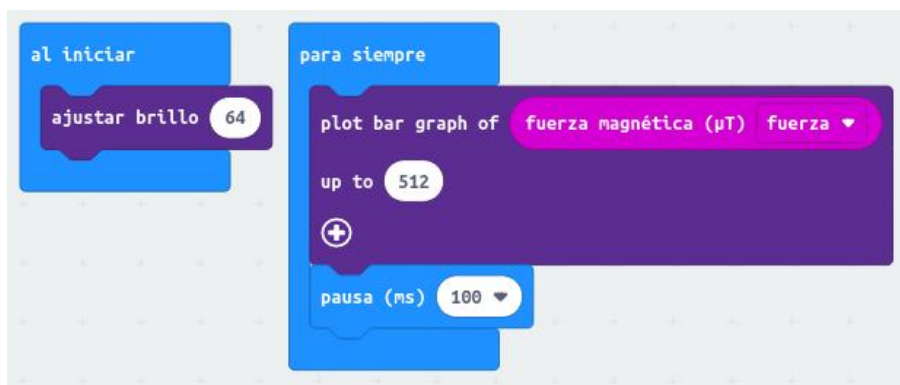 al iniciar
ajustar brillo 64
para siempre
plot bar graph of fuerza magnética (µT) fuerza
up to 512
pausa (ms) 100